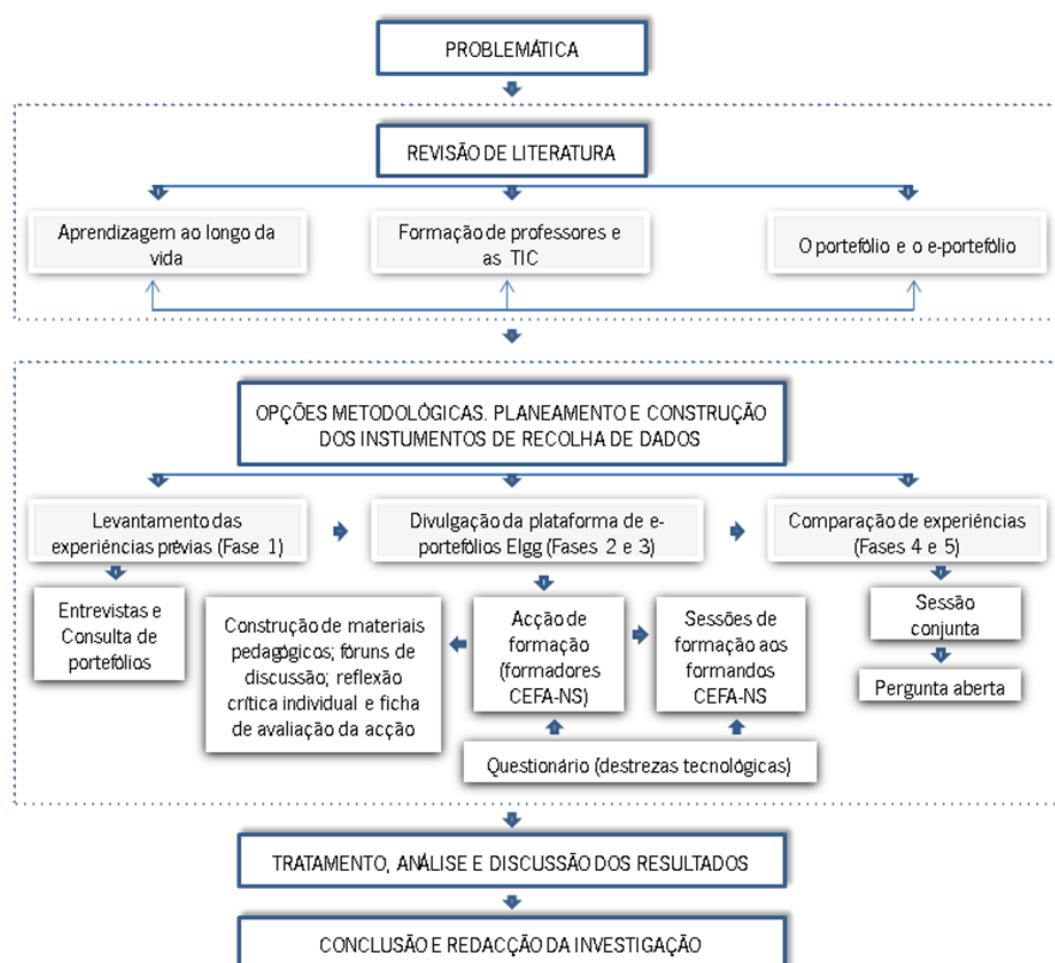 PROBLEMÁTICA
REVISÃO DE LITERATURA
Aprendizagem ao longo da
vida
Formação de professores e
as TIC
O portefólio e o e-portefólio
OPÇÕES METODOLÓGICAS. PLANEAMENTO E CONSTRUÇÃO
DOS INSTUMENTOS DE RECOLHA DE DADOS
Levantamento das
experiências prévias (Fase 1)
Divulgação da plataforma de e-
portefólios Elgg (Fases 2 e 3)
Comparação de experiências
(Fases 4 e 5)
Entrevistas e
Consulta de
portefólios
Construção de materiais
pedagógicos; fóruns de
discussão; reflexão
crítica individual e ficha
de avaliação da acção
Acção de
formação
(formadores
CEFA-NS)
Sessões de
formação aos
formandos
CEFA-NS
Sessão
conjunta
Pergunta aberta
Questionário (destrezas tecnológicas)
TRATAMENTO, ANÁLISE E DISCUSSÃO DOS RESULTADOS
CONCLUSÃO E REDACÇÃO DA INVESTIGAÇÃO